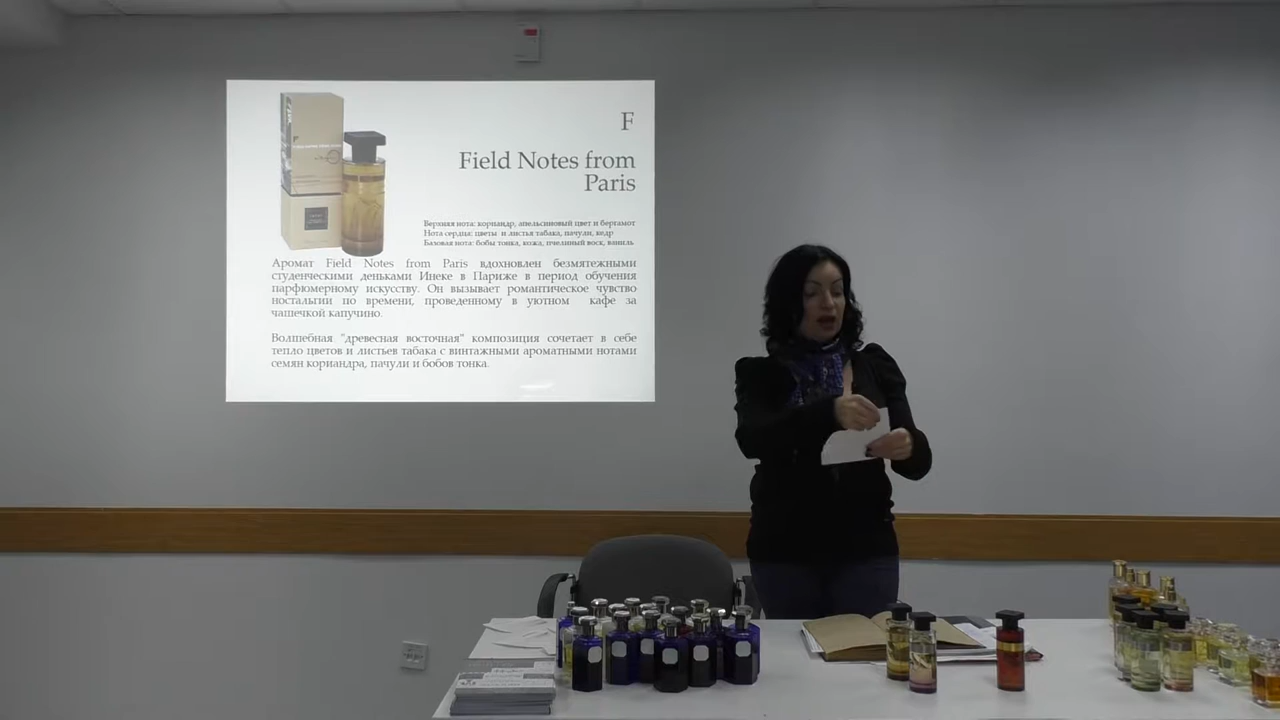 F
Field Notes from
Paris
Верхняя нота: кориандр, апельсиновый цвет и бергамот
Нота сердца: цветы и листья табака, пачули, кедр
Базовая нота: бобы тонка, кожа, пчелиный воск, ваниль
Аромат Field Notes from Paris вдохновлен безмятежными
студенческими деньками Инеке в Париже в период обучения
парфюмерному искусству. Он вызывает романтическое чувство
ностальгии по времени, проведенному в уютном кафе за
чашечкой капучино.
Волшебная "древесная восточная" композиция сочетает в себе
тепло цветов и листьев табака с винтажными ароматными нотами
семян кориандра, пачули и бобов тонка.